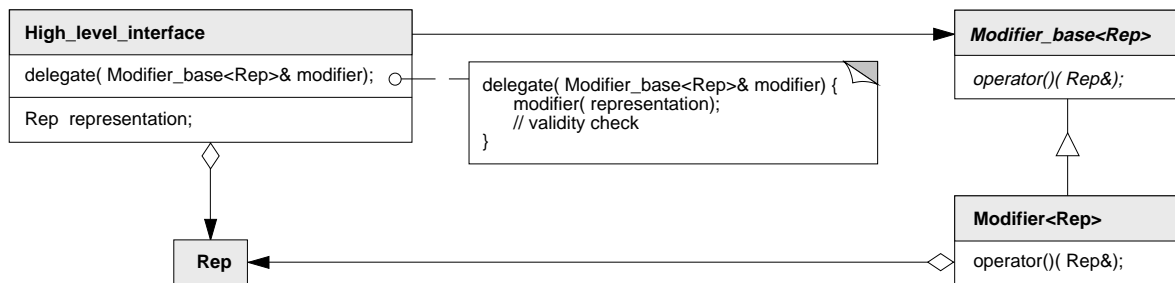 High_level_interface
delegate( Modifier_base<Rep>& modifier);
Rep representation;
delegate( Modifier_base<Rep>& modifier) {
modifier( representation);
// validity check
}
Modifier_base<Rep>
operator()( Rep&);
Rep
Modifier<Rep>
operator()( Rep&);